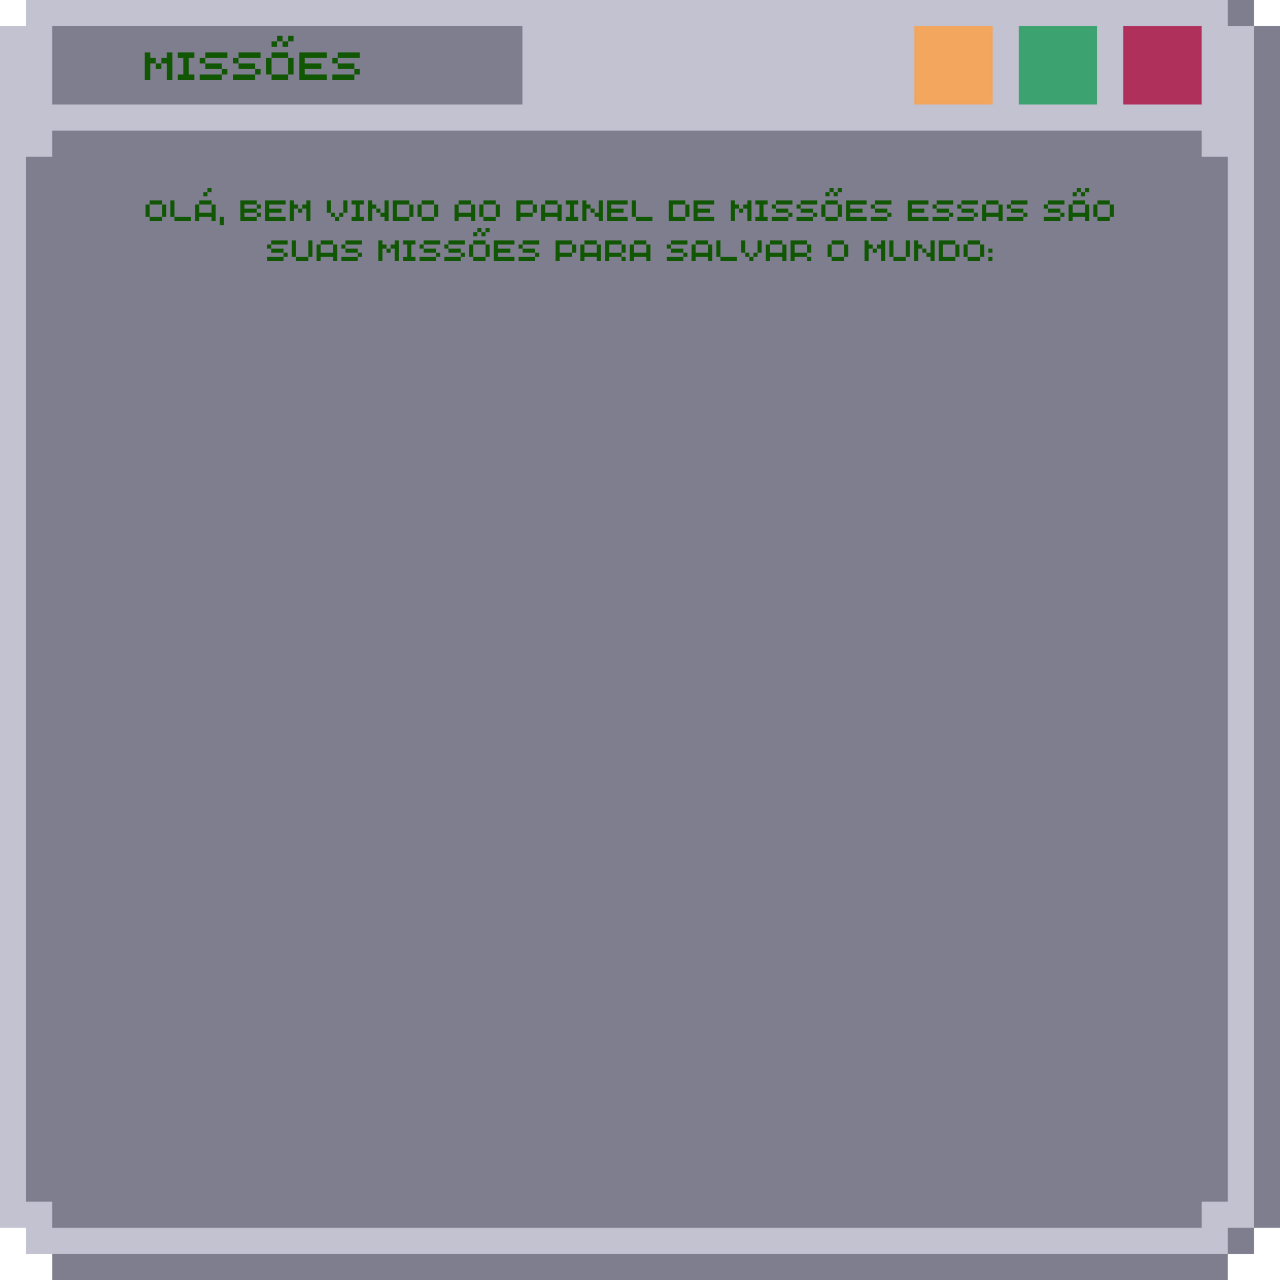 MISSÕES
OLÁ, BEM VINDO AO PAINEL DE MISSÕES ESSAS SÃO
SUAS MISSÕES PARA SALVAR O MUNDO: